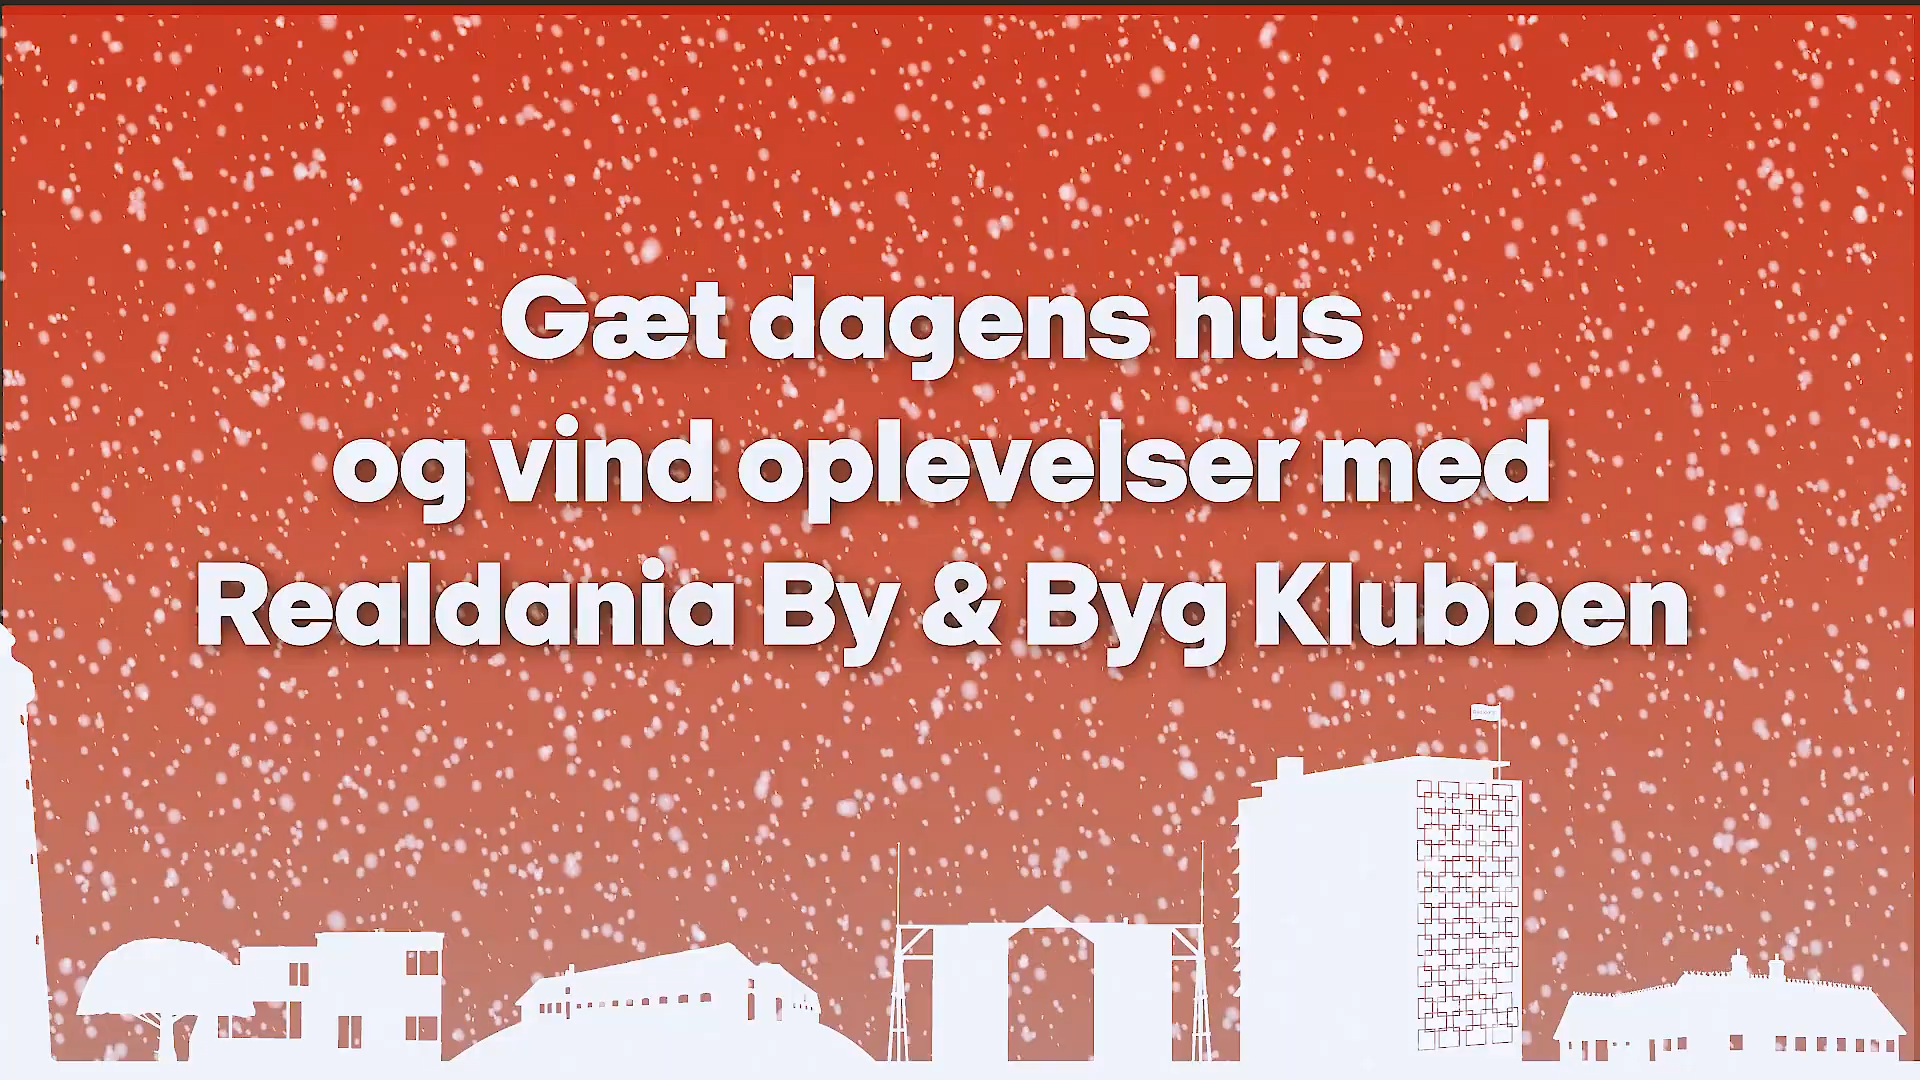 Gæt dagens hus
og vind oplevelser med
Realdania By & Byg Klubben